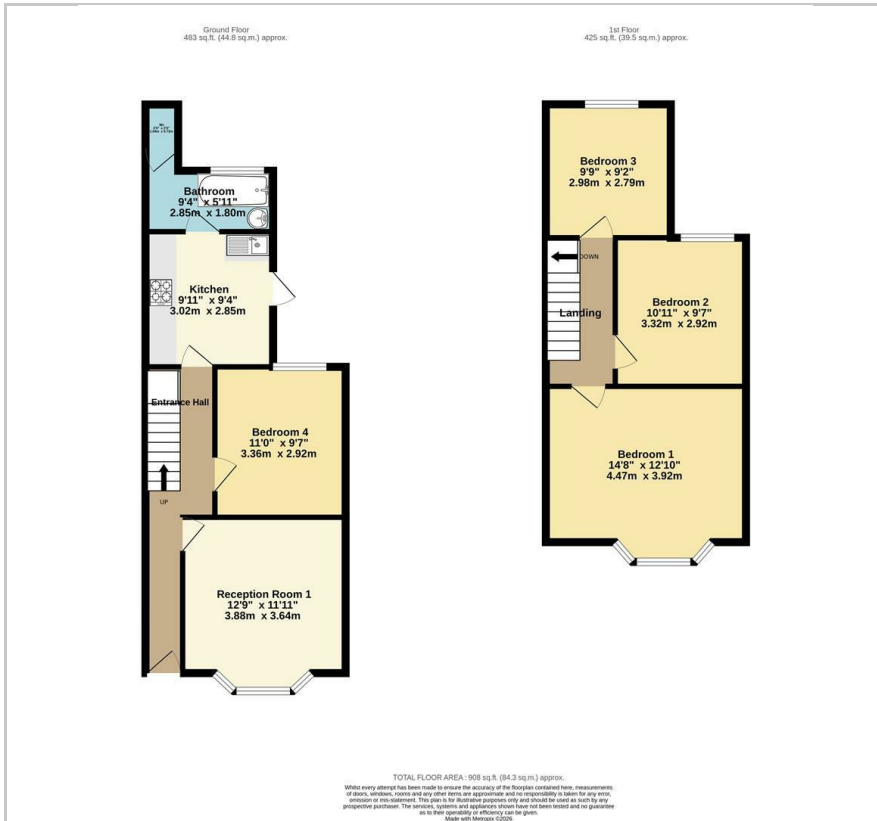 Ground Floor
483 sq.ft. (44.8 sq.m.) approx.
Bathroom
9'4" x 5'11"
2.85m x 1.80m
Kitchen
9'11" x 9'4"
3.02m x 2.85m
Entrance Hall
Bedroom 4
11'0" x 9'7"
3.36m x 2.92m
UP
Reception Room 1
12'9" x 11'11"
3.88m x 3.64m
1st Floor
425 sq.ft. (39.5 sq.m.) approx.
Bedroom 3
9'9" x 9'2"
2.98m x 2.79m
DOWN
Landing
Bedroom 2
10'11" x 9'7"
3.32m x 2.92m
Bedroom 1
14'8" x 12'10"
4.47m x 3.92m
TOTAL FLOOR AREA : 908 sq.ft. (84.3 sq.m.) approx.
Whilst every attempt has been made to ensure the accuracy of the floorplan contained here, measurements
of doors, windows, rooms and any other items are approximate and no responsibility is taken for any error,
omission or mis-statement. This plan is for illustrative purposes only and should be used as such by any
prospective purchaser. The services, systems and appliances shown have not been tested and no guarantee
as to their operability or efficiency can be given.
Made with Metropix ©2026